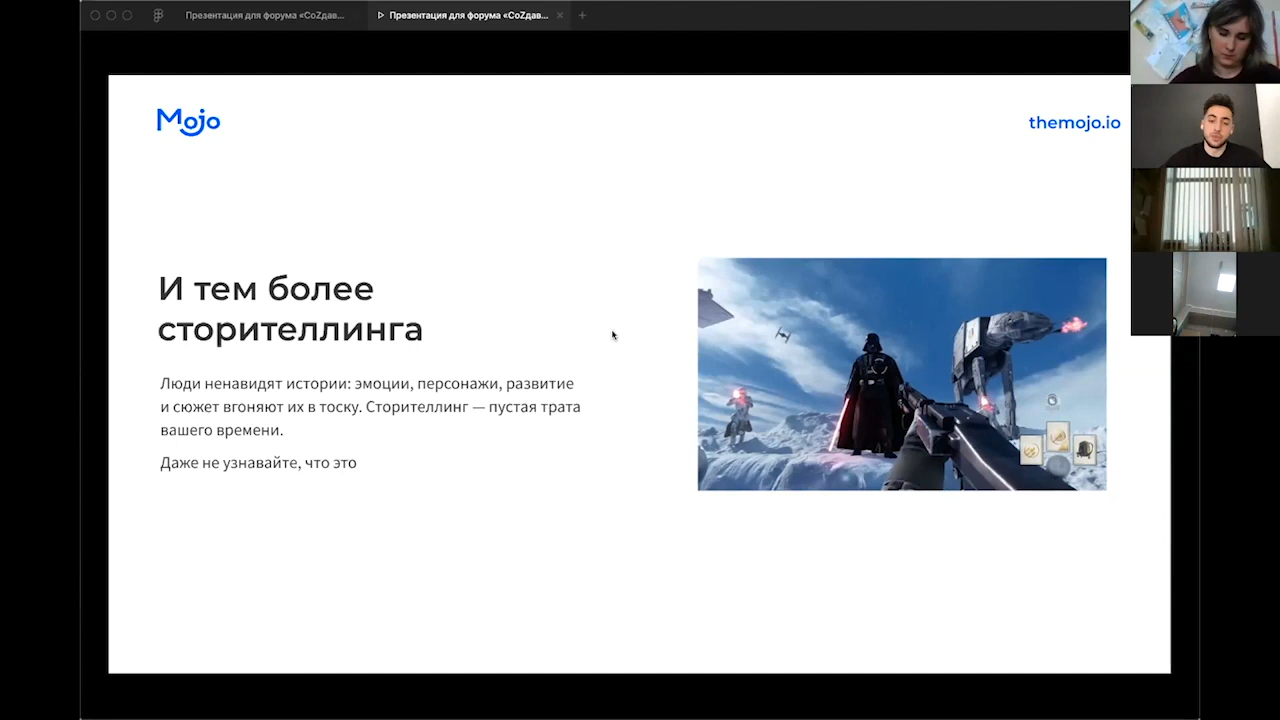 Презентация для форума «CoZдав...
Презентация для форума «CoZдав...
Mojo
themojo.io
И тем более
сторителлинга
Люди ненавидят истории: эмоции, персонажи, развитие
и сюжет вгоняют их в тоску. Сторителлинг — пустая трата
вашего времени.
Даже не узнавайте, что это